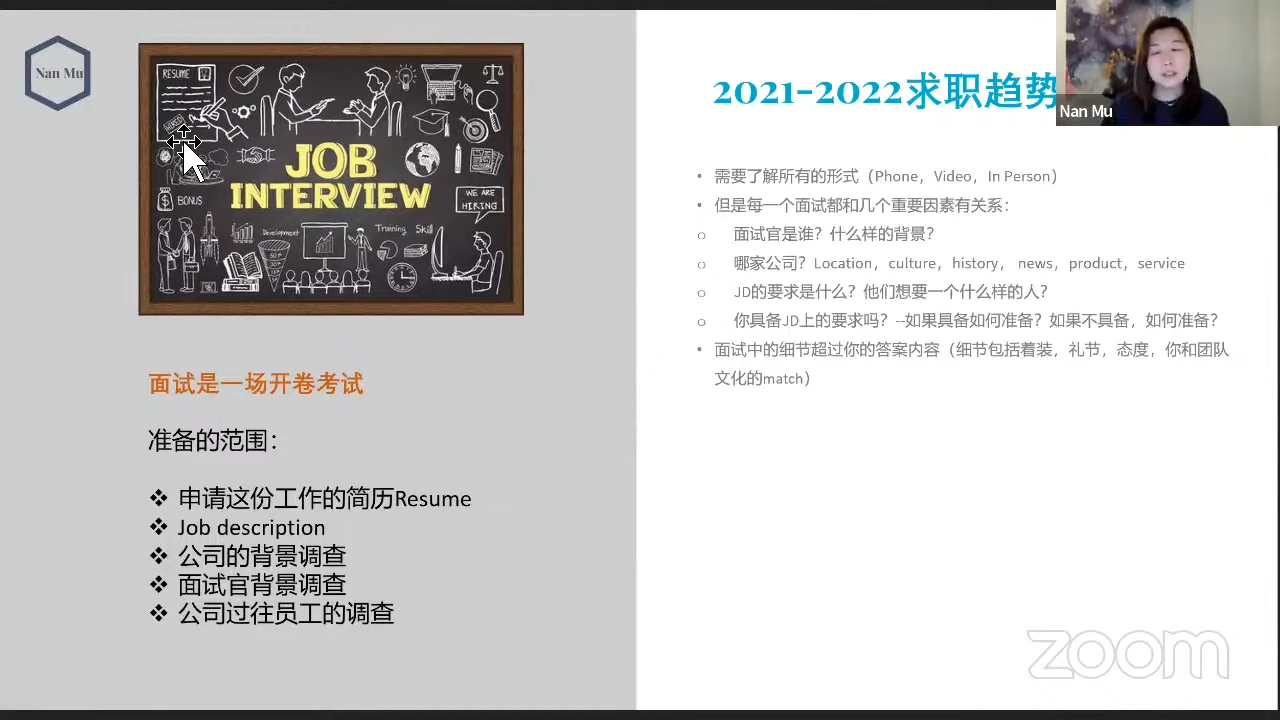 Nan Mu
RESUME
HIRED
JOB
INTERVIEW
BONUS
WE ARE
HIRING
Development
Training Skill
面试是一场开卷考试
准备的范围：
❖ 申请这份工作的简历Resume
❖ Job description
❖ 公司的背景调查
❖ 面试官背景调查
❖ 公司过往员工的调查
2021-2022求职趋势
Nan Mu
• 需要了解所有的形式（Phone，Video，In Person）
• 但是每一个面试都和几个重要因素有关系：
o 面试官是谁？什么样的背景？
o 哪家公司？Location，culture，history， news，product，service
o JD的要求是什么？他们想要一个什么样的人？
o 你具备JD上的要求吗？--如果具备如何准备？如果不具备，如何准备？
• 面试中的细节超过你的答案内容（细节包括着装，礼节，态度，你和团队
文化的match）
zoom